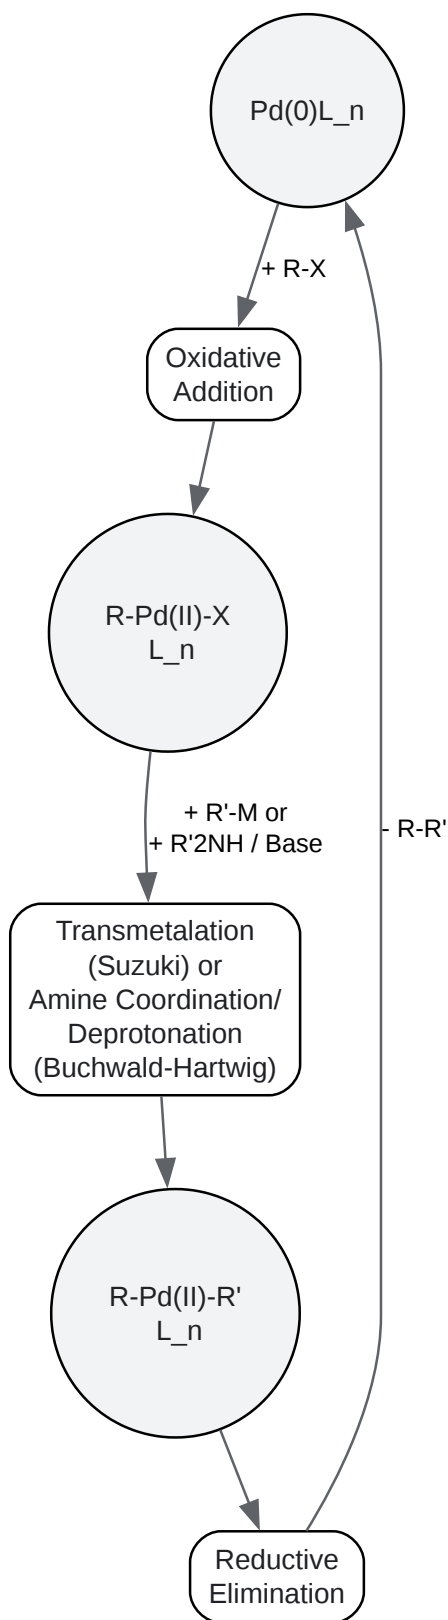 Pd(0)L_n
+ R-X
Oxidative
Addition
R-Pd(II)-X
L_n
+ R'-M or
+ R'2NH / Base
- R-R'
Transmetalation
(Suzuki) or
Amine Coordination/
Deprotonation
(Buchwald-Hartwig)
R-Pd(II)-R'
L_n
Reductive
Elimination